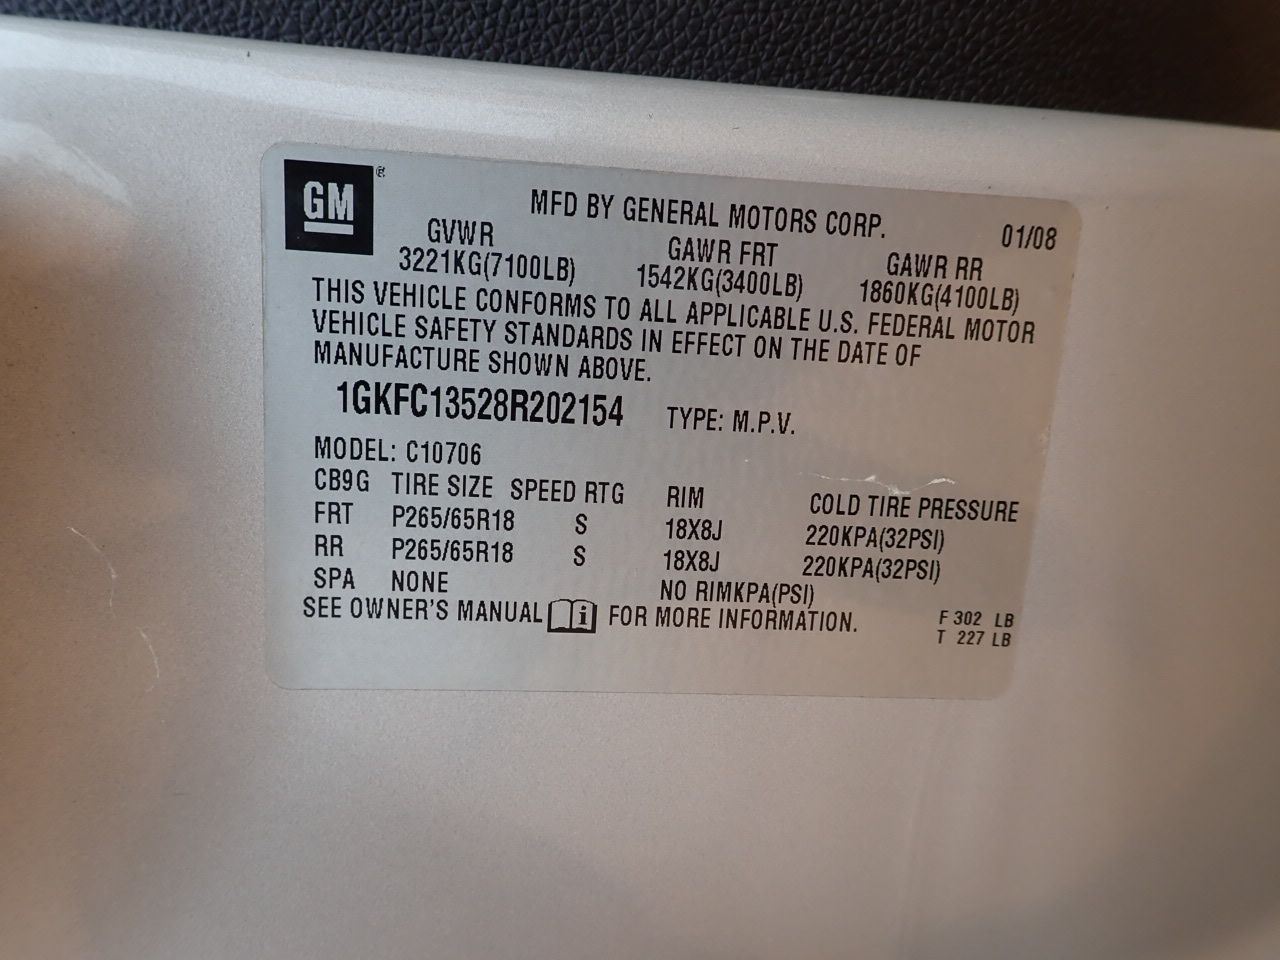 GM ®
MFD BY GENERAL MOTORS CORP. 01/08
GVWR GAWR FRT GAWR RR
3221KG(7100LB) 1542KG(3400LB) 1860KG(4100LB)
THIS VEHICLE CONFORMS TO ALL APPLICABLE U.S. FEDERAL MOTOR
VEHICLE SAFETY STANDARDS IN EFFECT ON THE DATE OF
MANUFACTURE SHOWN ABOVE.
1GKFC13528R202154 TYPE: M.P.V.
MODEL: C10706
CB9G TIRE SIZE SPEED RTG RIM COLD TIRE PRESSURE
FRT P265/65R18 S 18X8J 220KPA(32PSI)
RR P265/65R18 S 18X8J 220KPA(32PSI)
SPA NONE NO RIMKPA(PSI)
SEE OWNER'S MANUAL i FOR MORE INFORMATION.
F 302 LB
T 227 LB